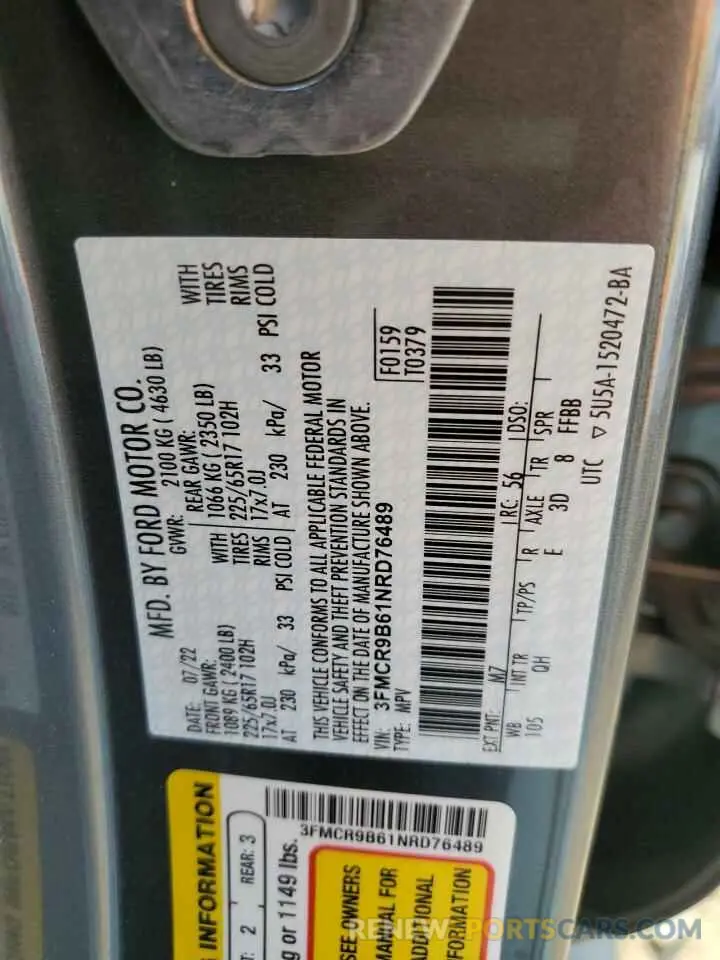 MFD. BY FORD MOTOR CO.
DATE: 07/22 GVWR: 2100 KG ( 4630 LB)
FRONT GAWR: REAR GAWR:
1089 KG ( 2400 LB) WITH 1066 KG ( 2350 LB) WITH
225/65R17 102H TIRES 225/65R17 102H TIRES
17x7.0J RIMS 17x7.0J RIMS
AT 230 kPa/ 33 PSI COLD AT 230 kPa/ 33 PSI COLD
THIS VEHICLE CONFORMS TO ALL APPLICABLE FEDERAL MOTOR
VEHICLE SAFETY AND THEFT PREVENTION STANDARDS IN
EFFECT ON THE DATE OF MANUFACTURE SHOWN ABOVE.
VIN: 3FMCR9B61NRD76489 F0159
TYPE: MPV T0379
EXT PNT: M7 RC: 56 DSO:
WB INT TR TP/PS R AXLE TR SPR
105 QH E 3D 8 FFBB
UTC ▽ 5U5A-1520472-BA
INFORMATION
2 REAR: 3
3FMCR9B61NRD76489
or 1149 lbs.
SEE OWNERS
MANUAL FOR
ADDITIONAL
INFORMATION
RENEWSPORTSCARS.COM